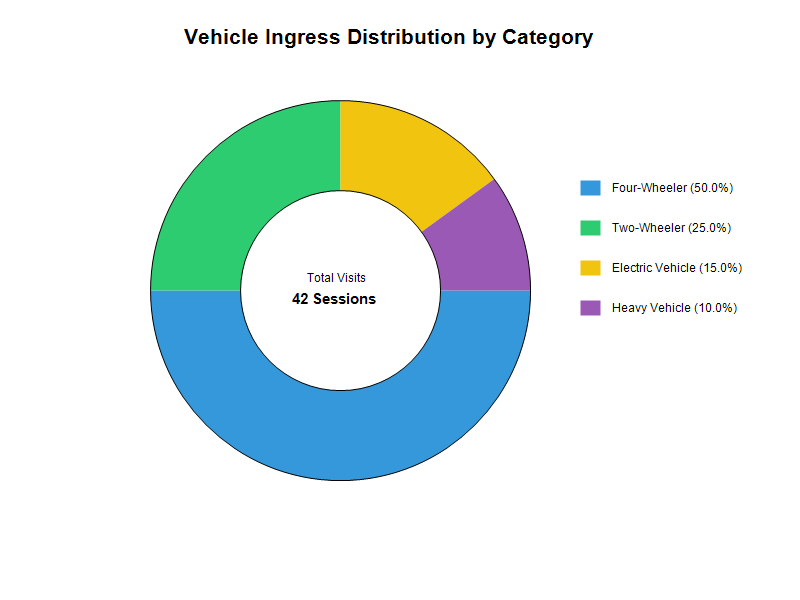 Vehicle Ingress Distribution by Category
Four-Wheeler (50.0%)
Two-Wheeler (25.0%)
Electric Vehicle (15.0%)
Heavy Vehicle (10.0%)
Total Visits
42 Sessions